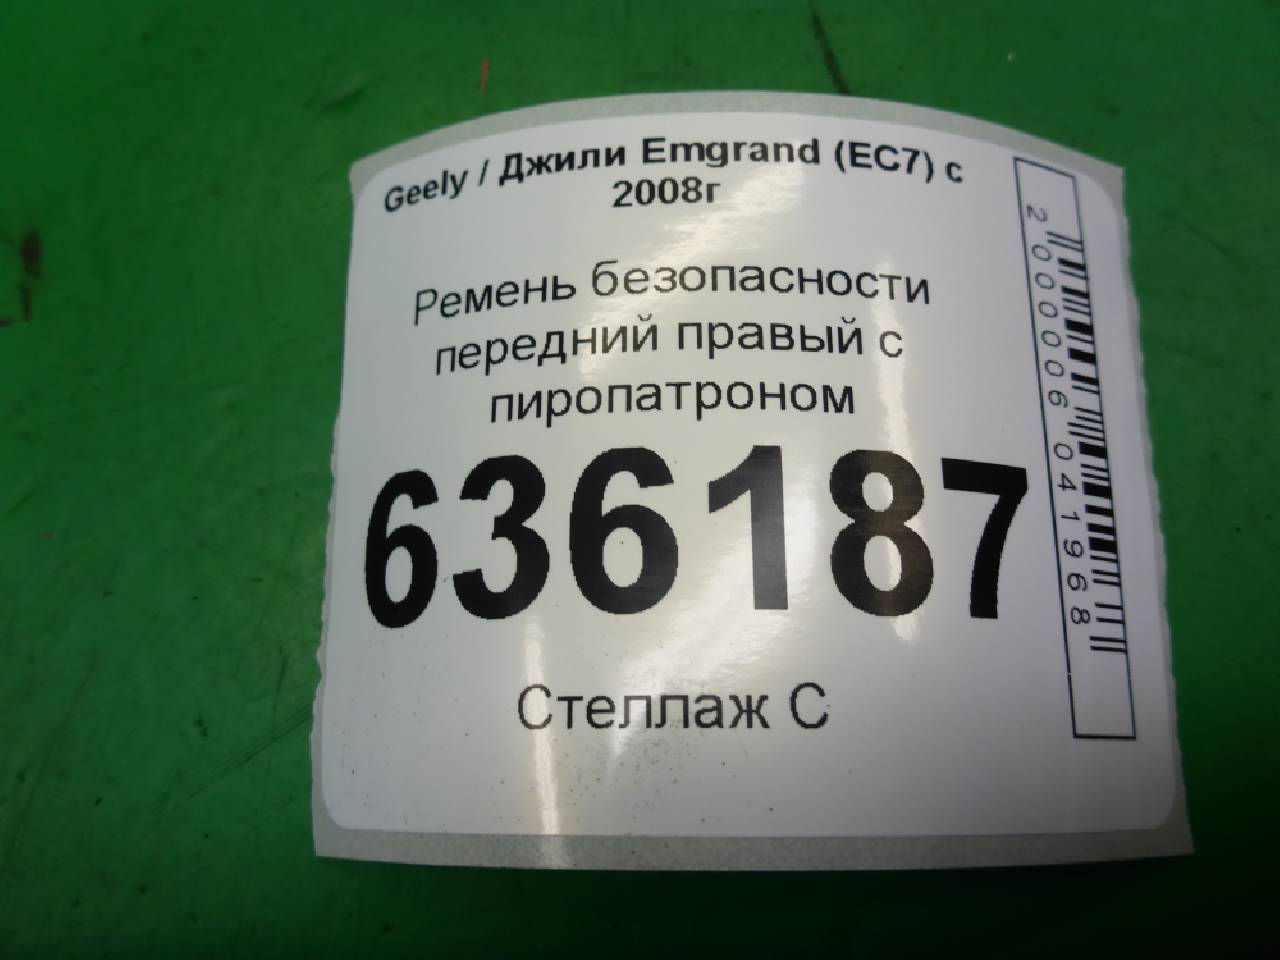 Geely / Джили Emgrand (EC7) с
2008г
Ремень безопасности
передний правый с
пиропатроном
636187
Стеллаж С
2000006041968